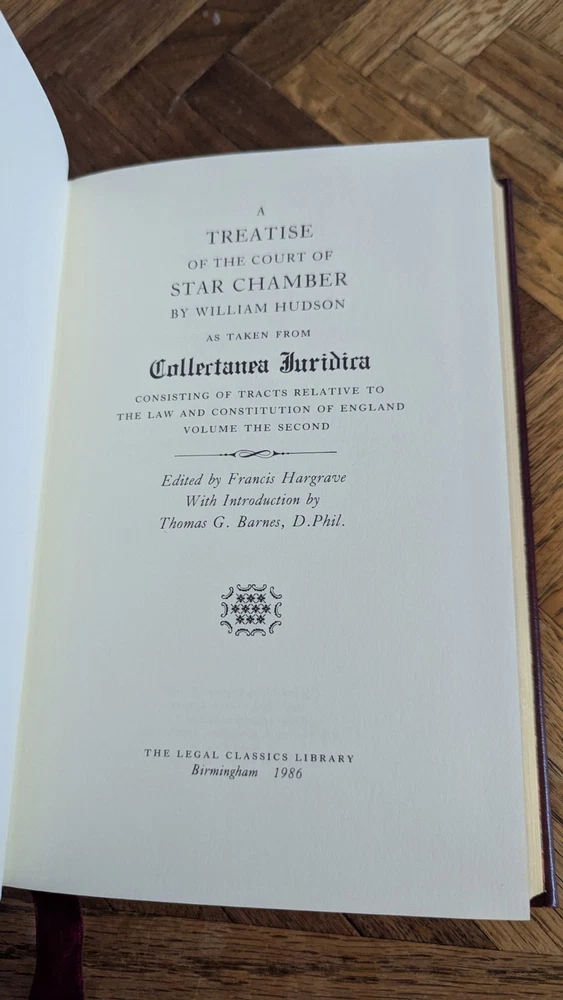 A
TREATISE
OF THE COURT OF
STAR CHAMBER
BY WILLIAM HUDSON
AS TAKEN FROM
Collectanea Juridica
CONSISTING OF TRACTS RELATIVE TO
THE LAW AND CONSTITUTION OF ENGLAND
VOLUME THE SECOND
Edited by Francis Hargrave
With Introduction by
Thomas G. Barnes, D.Phil.
THE LEGAL CLASSICS LIBRARY
Birmingham 1986